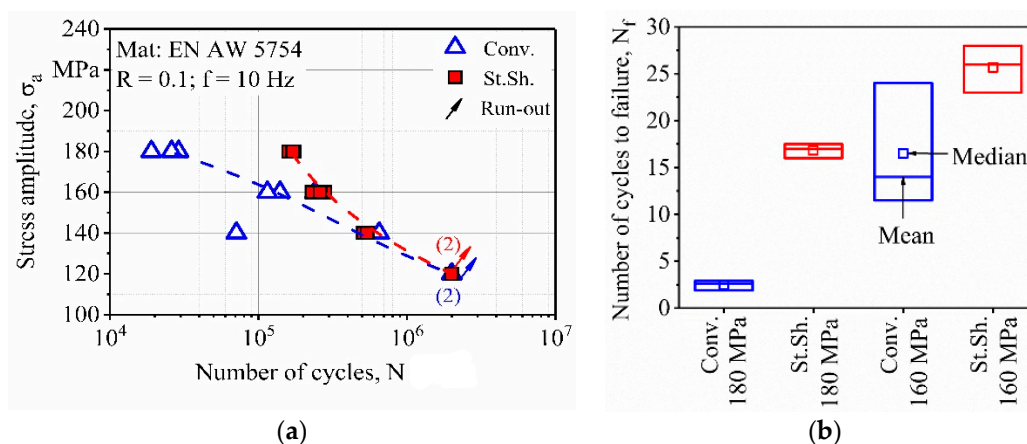 240
MPa
200
180
160
140
120
100
Stress amplitude, σa
Mat: EN AW 5754
R = 0.1; f = 10 Hz
Conv.
St.Sh.
Run-out
(2)
(2)
10^4
10^5
10^6
10^7
Number of cycles, N
(a)
Number of cycles to failure, Nf
30
25
20
15
10
5
0
Median
Mean
Conv.
180 MPa
St.Sh.
180 MPa
Conv.
160 MPa
St.Sh.
160 MPa
(b)